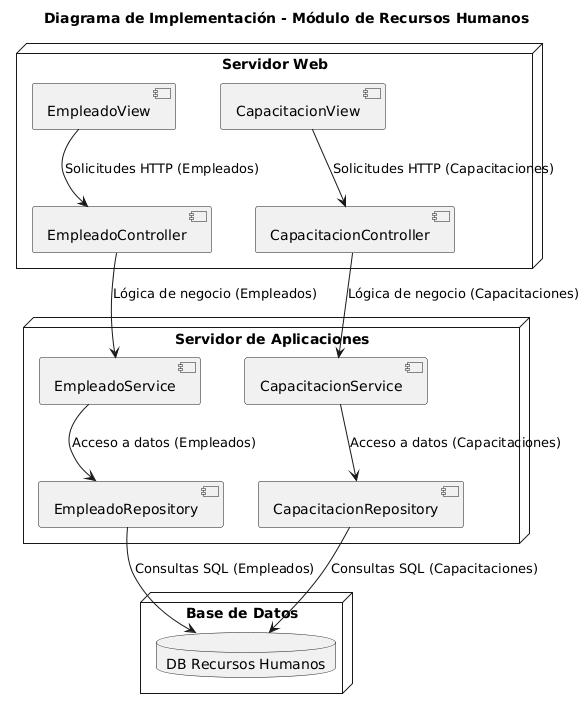 Diagrama de Implementación - Módulo de Recursos Humanos
Servidor Web
EmpleadoView
CapacitacionView
Solicitudes HTTP (Empleados)
Solicitudes HTTP (Capacitaciones)
EmpleadoController
CapacitacionController
Lógica de negocio (Empleados)
Lógica de negocio (Capacitaciones)
Servidor de Aplicaciones
EmpleadoService
CapacitacionService
Acceso a datos (Empleados)
Acceso a datos (Capacitaciones)
EmpleadoRepository
CapacitacionRepository
Consultas SQL (Empleados)
Consultas SQL (Capacitaciones)
Base de Datos
DB Recursos Humanos